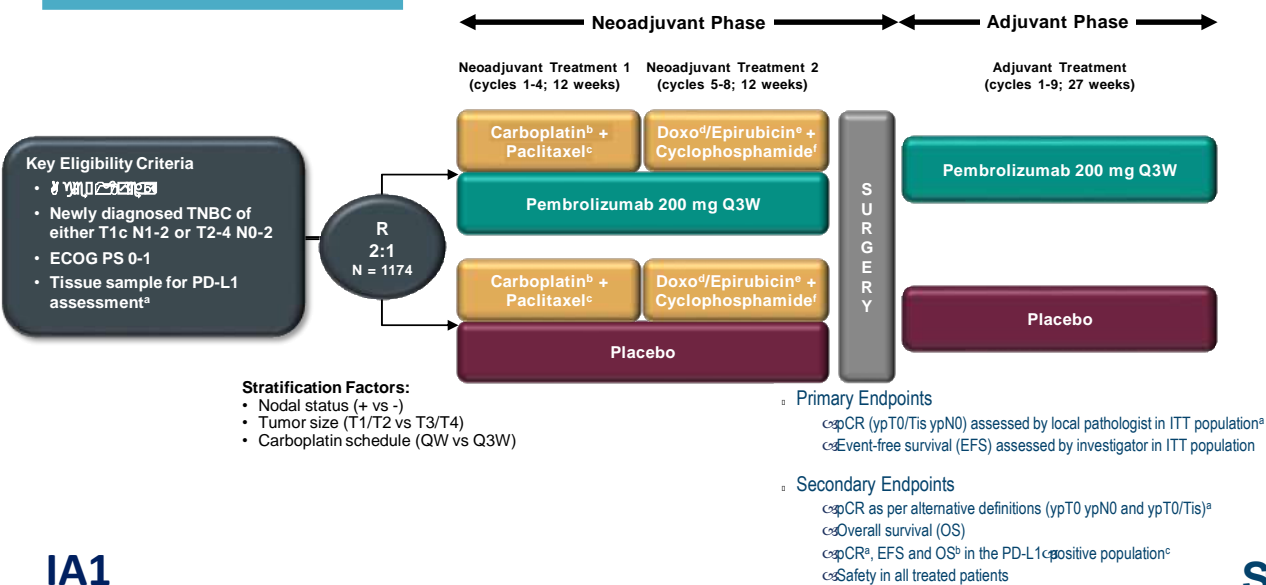 Neoadjuvant Phase
Adjuvant Phase
Neoadjuvant Treatment 1
(cycles 1-4; 12 weeks)
Neoadjuvant Treatment 2
(cycles 5-8; 12 weeks)
Adjuvant Treatment
(cycles 1-9; 27 weeks)
Key Eligibility Criteria
• Newly diagnosed TNBC of
either T1c N1-2 or T2-4 N0-2
• ECOG PS 0-1
• Tissue sample for PD-L1
assessmentᵃ
R
2:1
N = 1174
Carboplatinᵇ +
Paclitaxelᶜ
Doxoᵈ/Epirubicinᵉ +
Cyclophosphamideᶠ
Pembrolizumab 200 mg Q3W
Carboplatinᵇ +
Paclitaxelᶜ
Doxoᵈ/Epirubicinᵉ +
Cyclophosphamideᶠ
Placebo
SURGERY
Pembrolizumab 200 mg Q3W
Placebo
Stratification Factors:
• Nodal status (+ vs -)
• Tumor size (T1/T2 vs T3/T4)
• Carboplatin schedule (QW vs Q3W)
Primary Endpoints
pCR (ypT0/Tis ypN0) assessed by local pathologist in ITT populationᵃ
Event-free survival (EFS) assessed by investigator in ITT population
Secondary Endpoints
pCR as per alternative definitions (ypT0 ypN0 and ypT0/Tis)ᵃ
Overall survival (OS)
pCRᵃ, EFS and OSᵇ in the PD-L1 positive populationᶜ
Safety in all treated patients
IA1
S